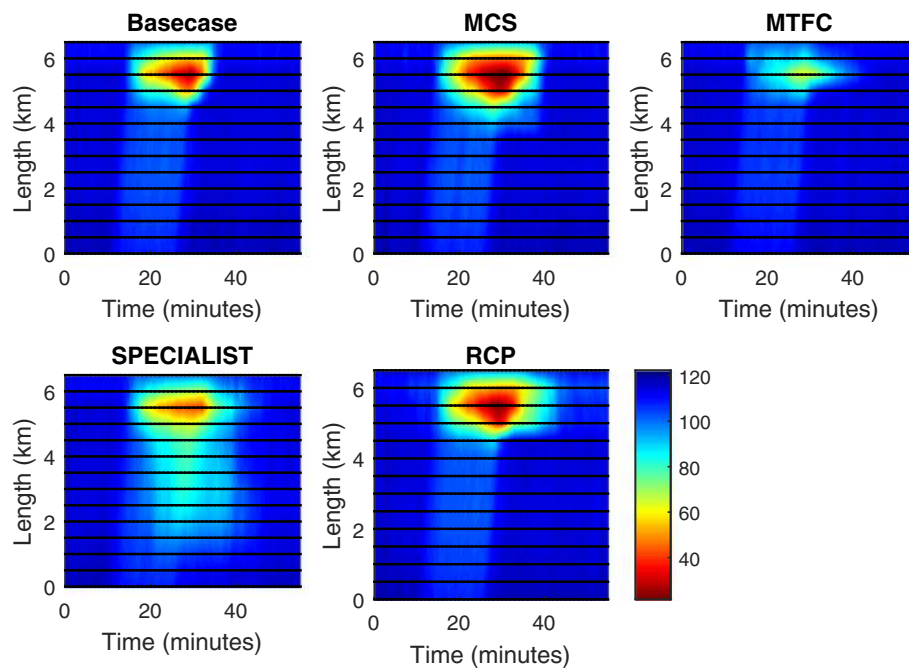 Basecase
MCS
MTFC
6
4
2
0
Length (km)
0 20 40
Time (minutes)
6
4
2
0
Length (km)
0 20 40
Time (minutes)
6
4
2
0
Length (km)
0 20 40
Time (minutes)
SPECIALIST
RCP
6
4
2
0
Length (km)
0 20 40
Time (minutes)
6
4
2
0
Length (km)
0 20 40
Time (minutes)
120
100
80
60
40